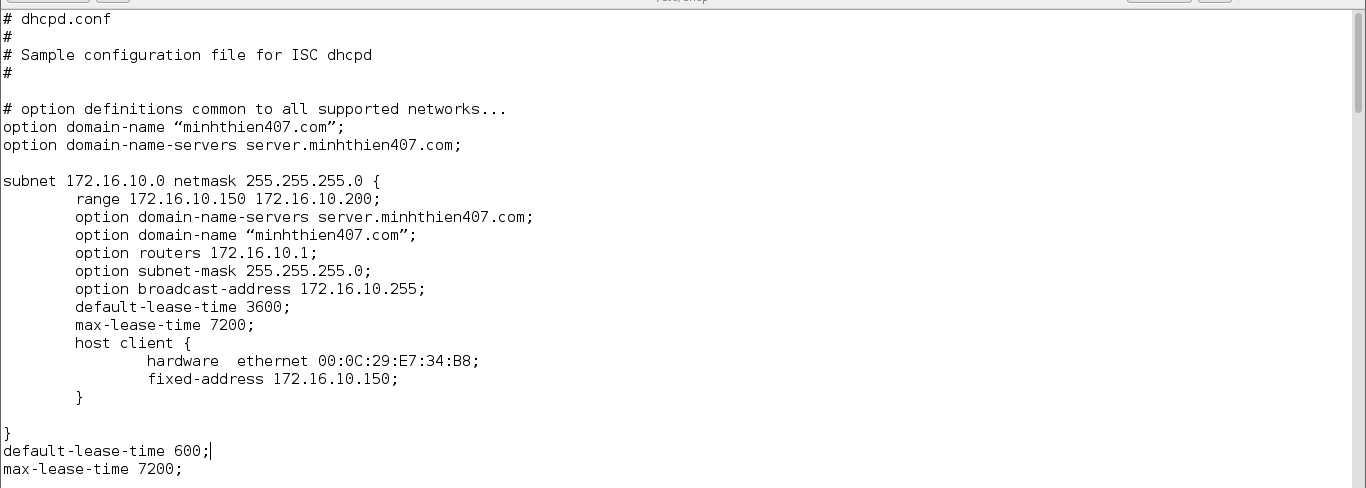 # dhcpd.conf
#
# Sample configuration file for ISC dhcpd
#
# option definitions common to all supported networks...
option domain-name “minhthien407.com”;
option domain-name-servers server.minhthien407.com;
subnet 172.16.10.0 netmask 255.255.255.0 {
range 172.16.10.150 172.16.10.200;
option domain-name-servers server.minhthien407.com;
option domain-name “minhthien407.com”;
option routers 172.16.10.1;
option subnet-mask 255.255.255.0;
option broadcast-address 172.16.10.255;
default-lease-time 3600;
max-lease-time 7200;
host client {
hardware  ethernet 00:0C:29:E7:34:B8;
fixed-address 172.16.10.150;
}
}
default-lease-time 600;
max-lease-time 7200;